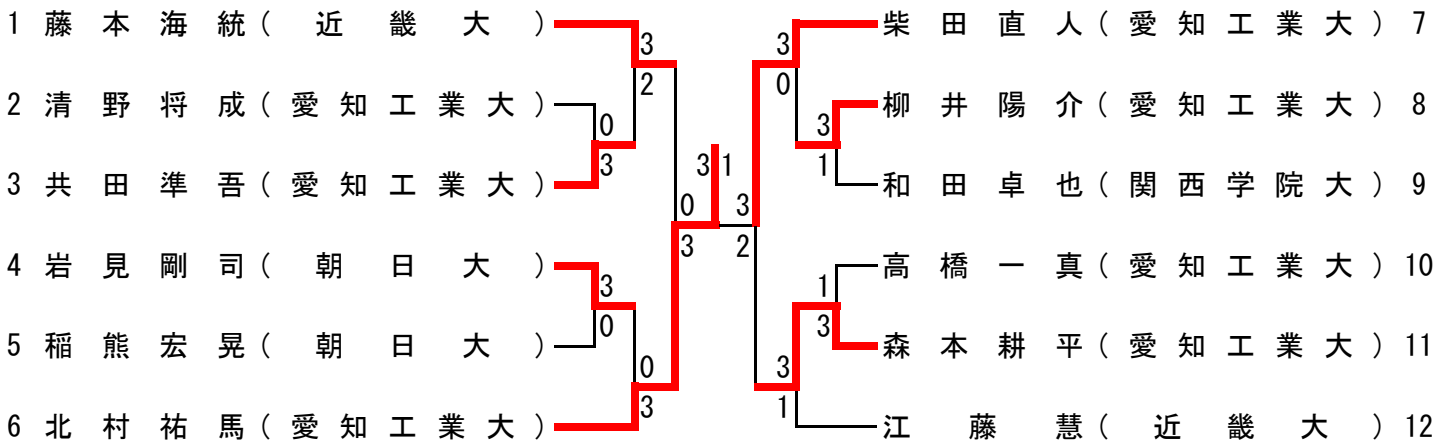 1 藤本海統(近畿大)
2 清野将成(愛知工業大)
3 共田準吾(愛知工業大)
4 岩見剛司(朝日大)
5 稲熊宏晃(朝日大)
6 北村祐馬(愛知工業大)
3
2
0
3
3
0
0
3
0
3
3 1
3
2
3
0
3
1
1
3
3
1
柴田直人(愛知工業大) 7
柳井陽介(愛知工業大) 8
和田卓也(関西学院大) 9
高橋一真(愛知工業大) 10
森本耕平(愛知工業大) 11
江藤慧(近畿大) 12